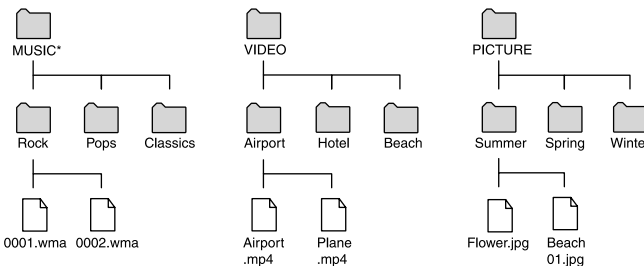 MUSIC* VIDEO PICTURE
Rock Pops Classics Airport Hotel Beach Summer Spring Winte
0001.wma 0002.wma Airport Plane Flower.jpg Beach
.mp4 .mp4 01.jpg